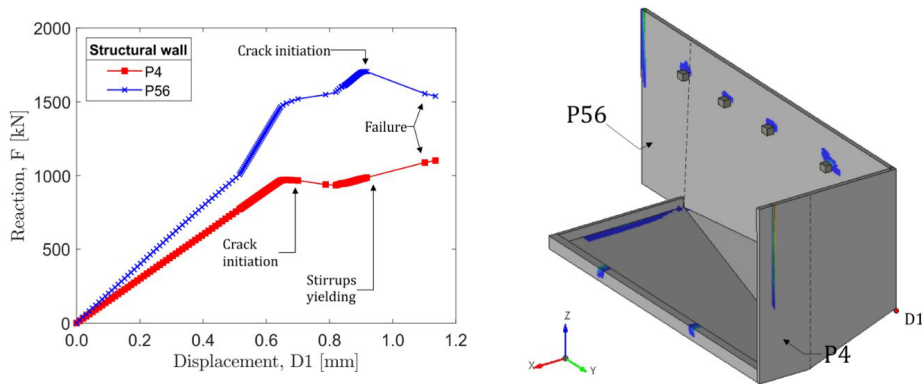 2000
1500
1000
500
0
Reaction, F [kN]
Structural wall
P4
P56
Crack initiation
Failure
Crack
initiation
Stirrups
yielding
0.0
0.2
0.4
0.6
0.8
1.0
1.2
Displacement, D1 [mm]
P56
P4
D1
Z
X
Y